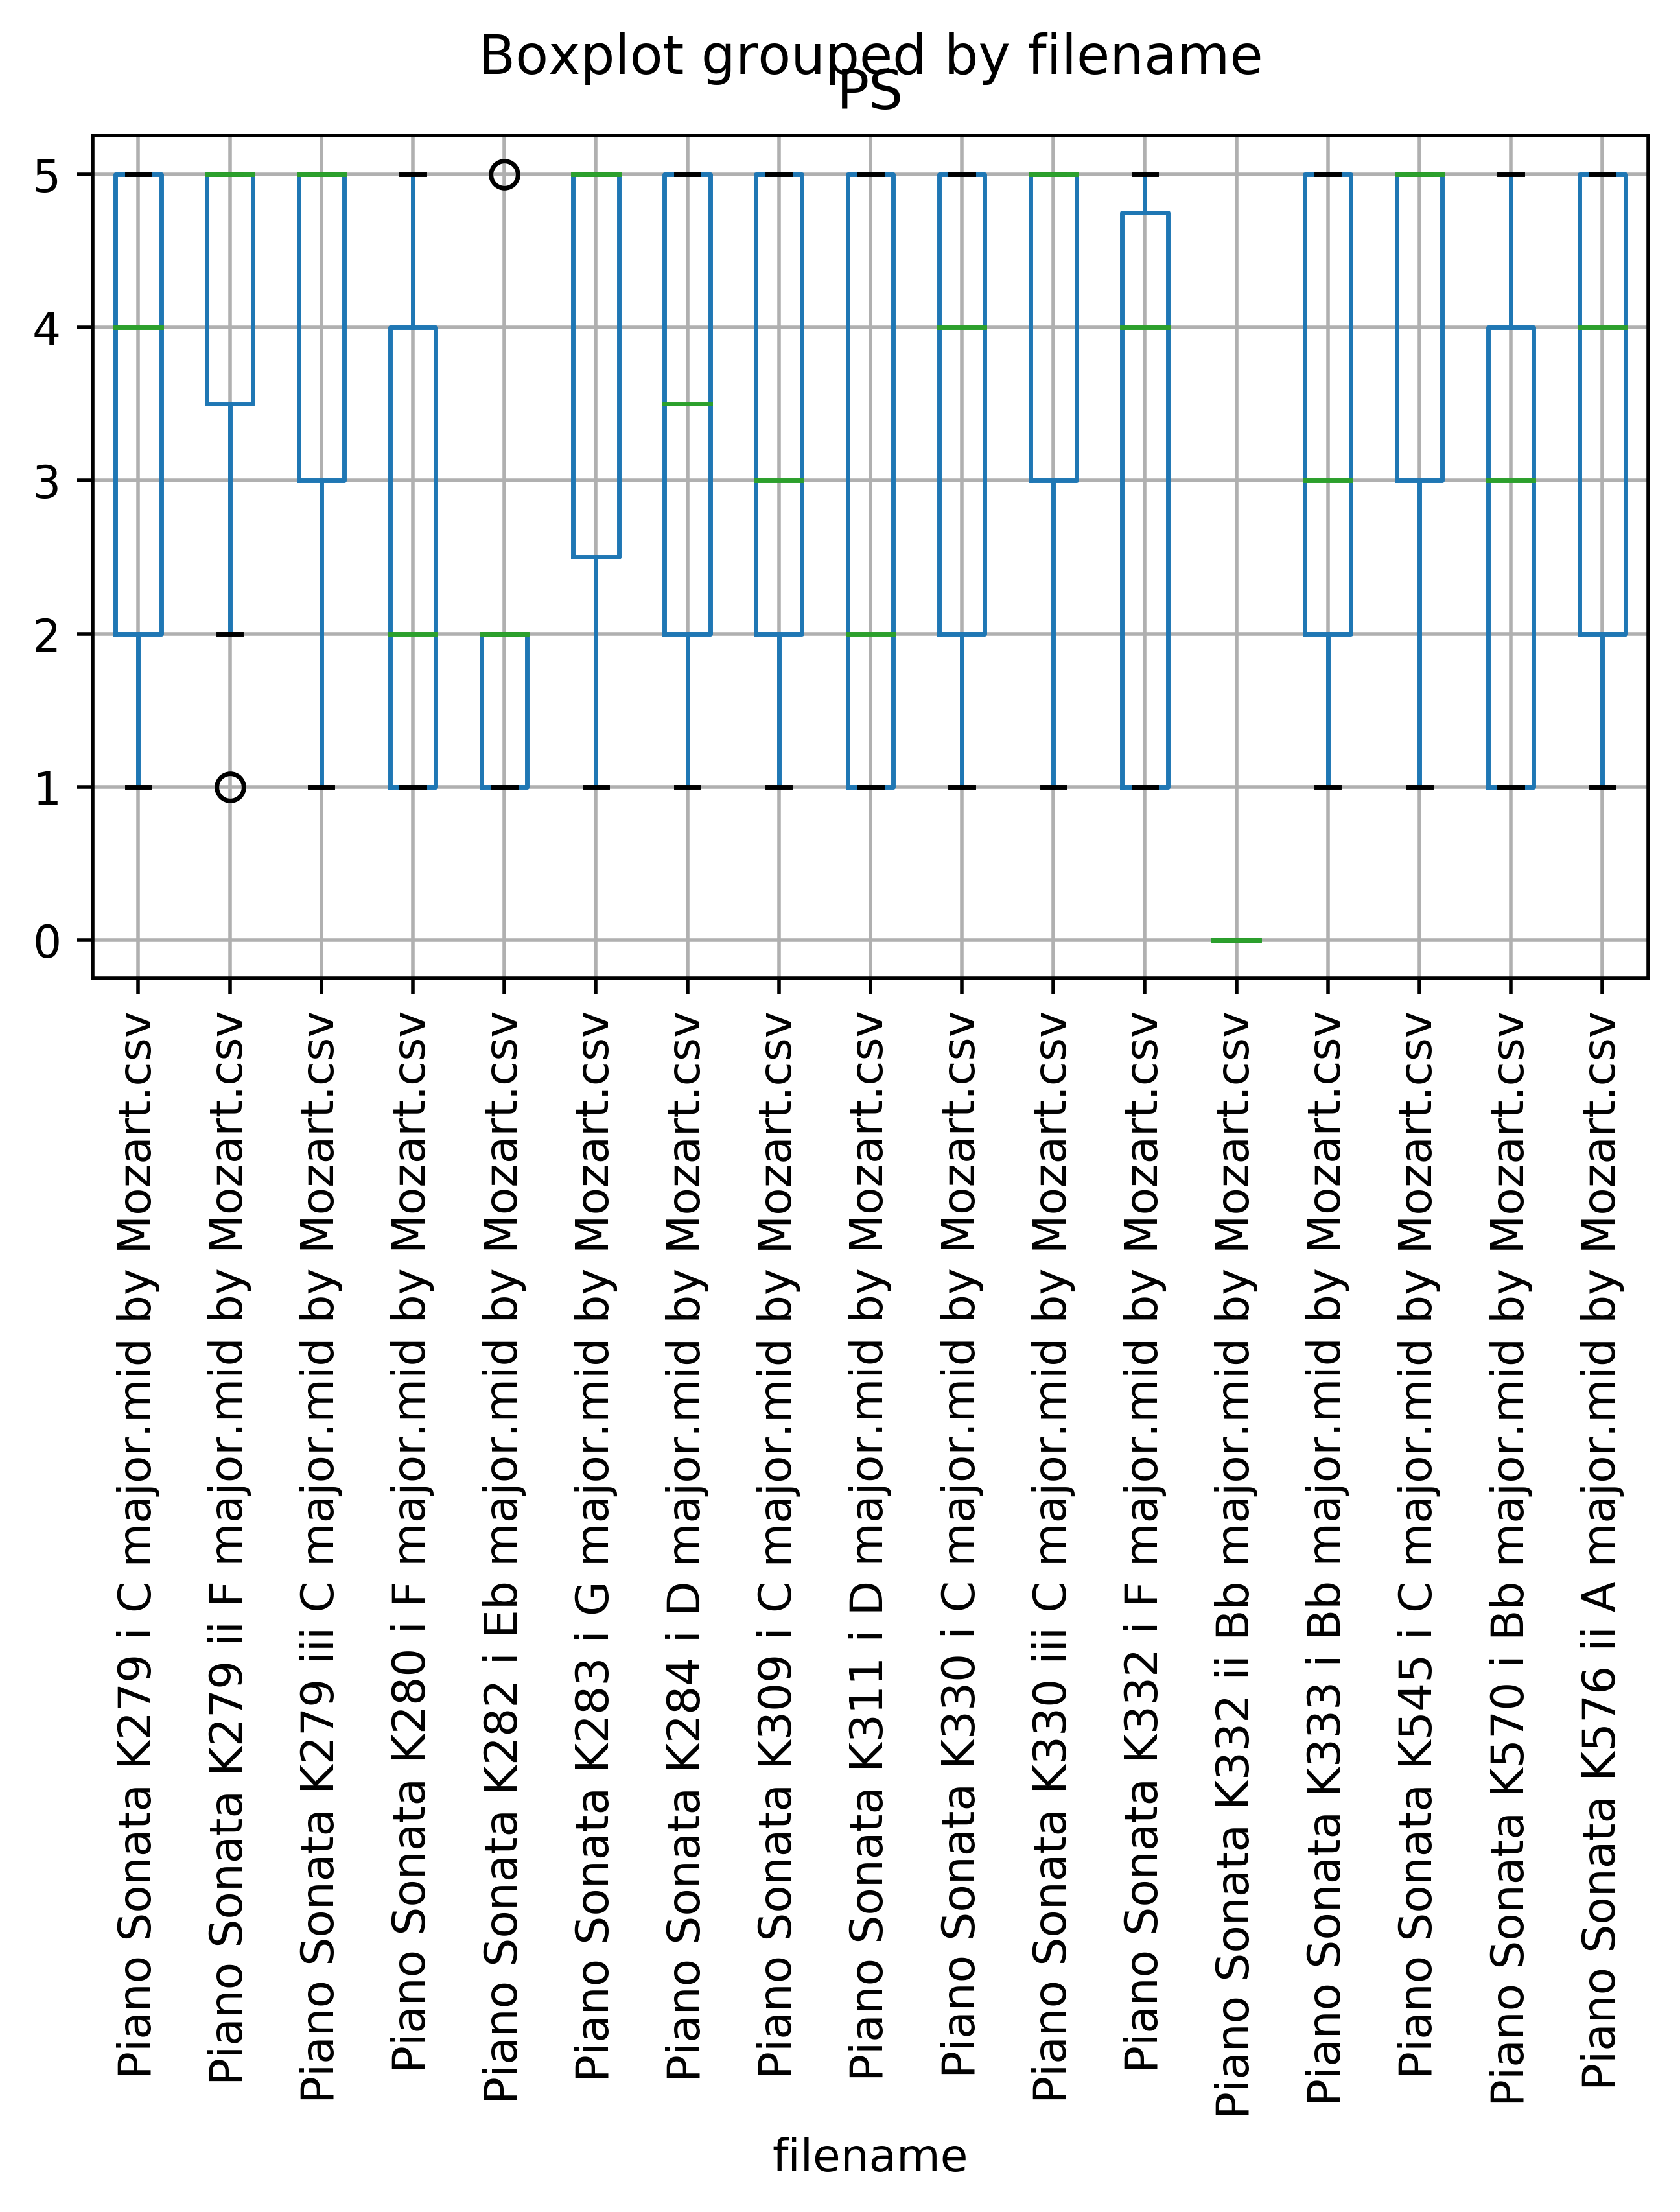 Boxplot grouped by filename
PS
5
4
3
2
1
0
Piano Sonata K279 i C major.mid by Mozart.csv
Piano Sonata K279 ii F major.mid by Mozart.csv
Piano Sonata K279 iii C major.mid by Mozart.csv
Piano Sonata K280 i F major.mid by Mozart.csv
Piano Sonata K282 i Eb major.mid by Mozart.csv
Piano Sonata K283 i G major.mid by Mozart.csv
Piano Sonata K284 i D major.mid by Mozart.csv
Piano Sonata K309 i C major.mid by Mozart.csv
Piano Sonata K311 i D major.mid by Mozart.csv
Piano Sonata K330 i C major.mid by Mozart.csv
Piano Sonata K330 iii C major.mid by Mozart.csv
Piano Sonata K332 i F major.mid by Mozart.csv
Piano Sonata K332 ii Bb major.mid by Mozart.csv
Piano Sonata K333 i Bb major.mid by Mozart.csv
Piano Sonata K545 i C major.mid by Mozart.csv
Piano Sonata K570 i Bb major.mid by Mozart.csv
Piano Sonata K576 ii A major.mid by Mozart.csv
filename